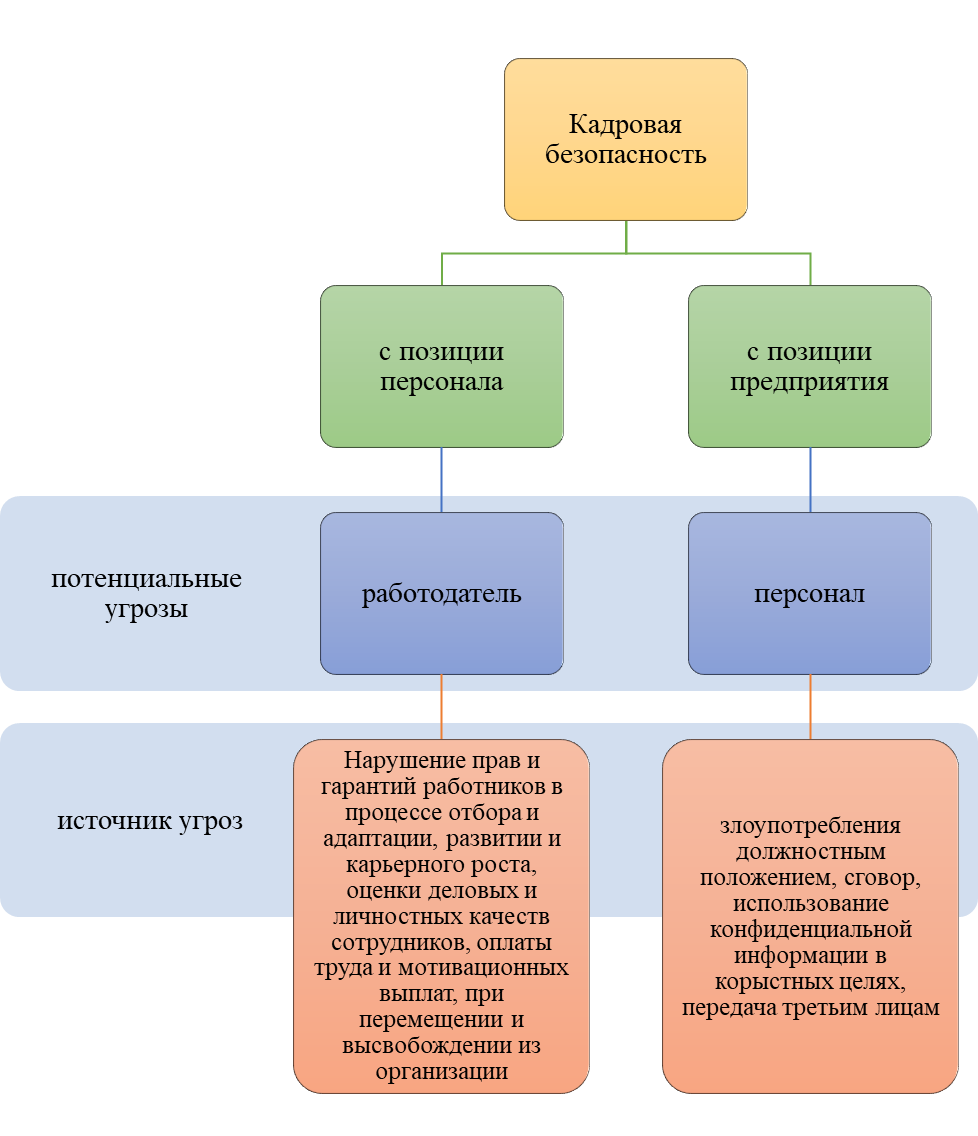 Кадровая
безопасность
с позиции
персонала
с позиции
предприятия
потенциальные
угрозы
работодатель
персонал
источник угроз
Нарушение прав и
гарантий работников в
процессе отбора и
адаптации, развитии и
карьерного роста,
оценки деловых и
личностных качеств
сотрудников, оплаты
труда и мотивационных
выплат, при
перемещении и
высвобождении из
организации
злоупотребления
должностным
положением, сговор,
использование
конфиденциальной
информации в
корыстных целях,
передача третьим лицам